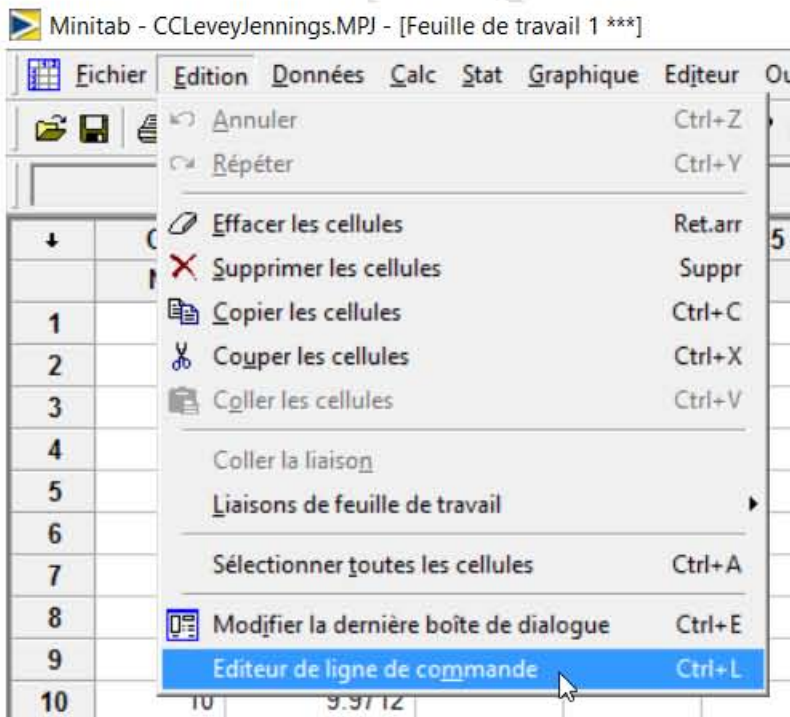 Minitab - CCLeveyJennings.MPJ - [Feuille de travail 1 ***]
Fichier Edition Données Calc Stat Graphique Editeur
Annuler Ctrl+Z
Répéter Ctrl+Y
Effacer les cellules Ret.arr
Supprimer les cellules Suppr
Copier les cellules Ctrl+C
Couper les cellules Ctrl+X
Coller les cellules Ctrl+V
Coller la liaison
Liaisons de feuille de travail
Sélectionner toutes les cellules Ctrl+A
Modifier la dernière boîte de dialogue Ctrl+E
Editeur de ligne de commande Ctrl+L
1
2
3
4
5
6
7
8
9
10 10 9.9712